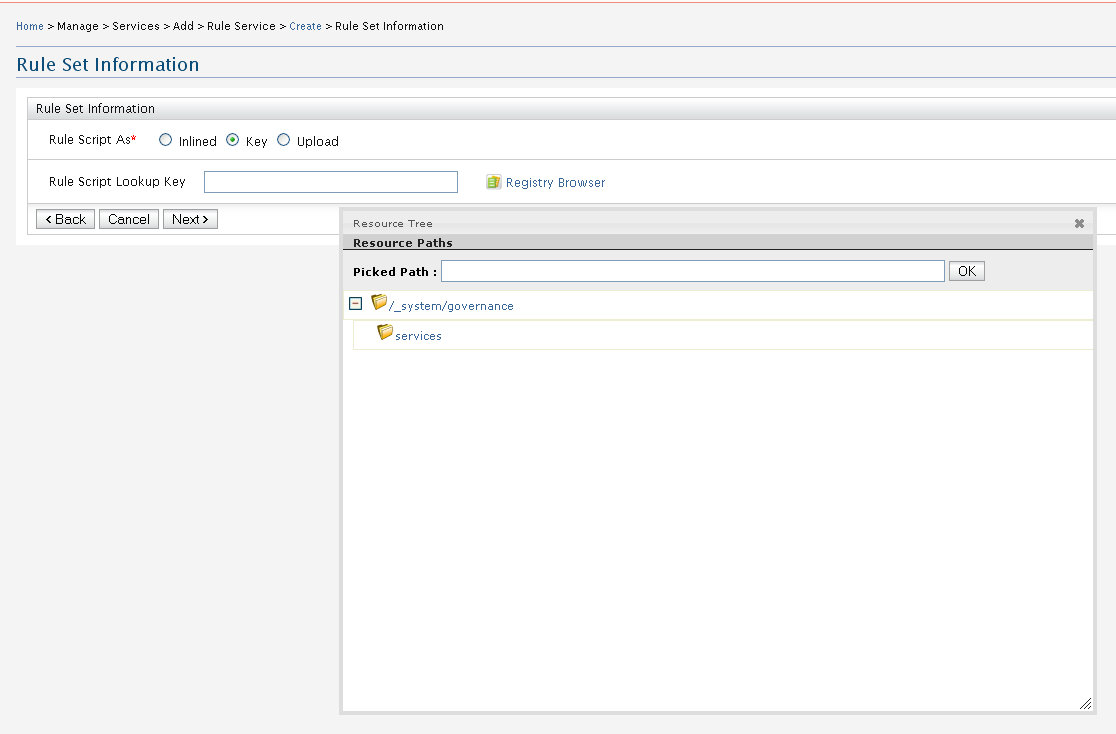 Home > Manage > Services > Add > Rule Service > Create > Rule Set Information
Rule Set Information
Rule Set Information
Rule Script As* Inlined Key Upload
Rule Script Lookup Key Registry Browser
< Back Cancel Next >
Resource Tree
Resource Paths
Picked Path : OK
/_system/governance
services